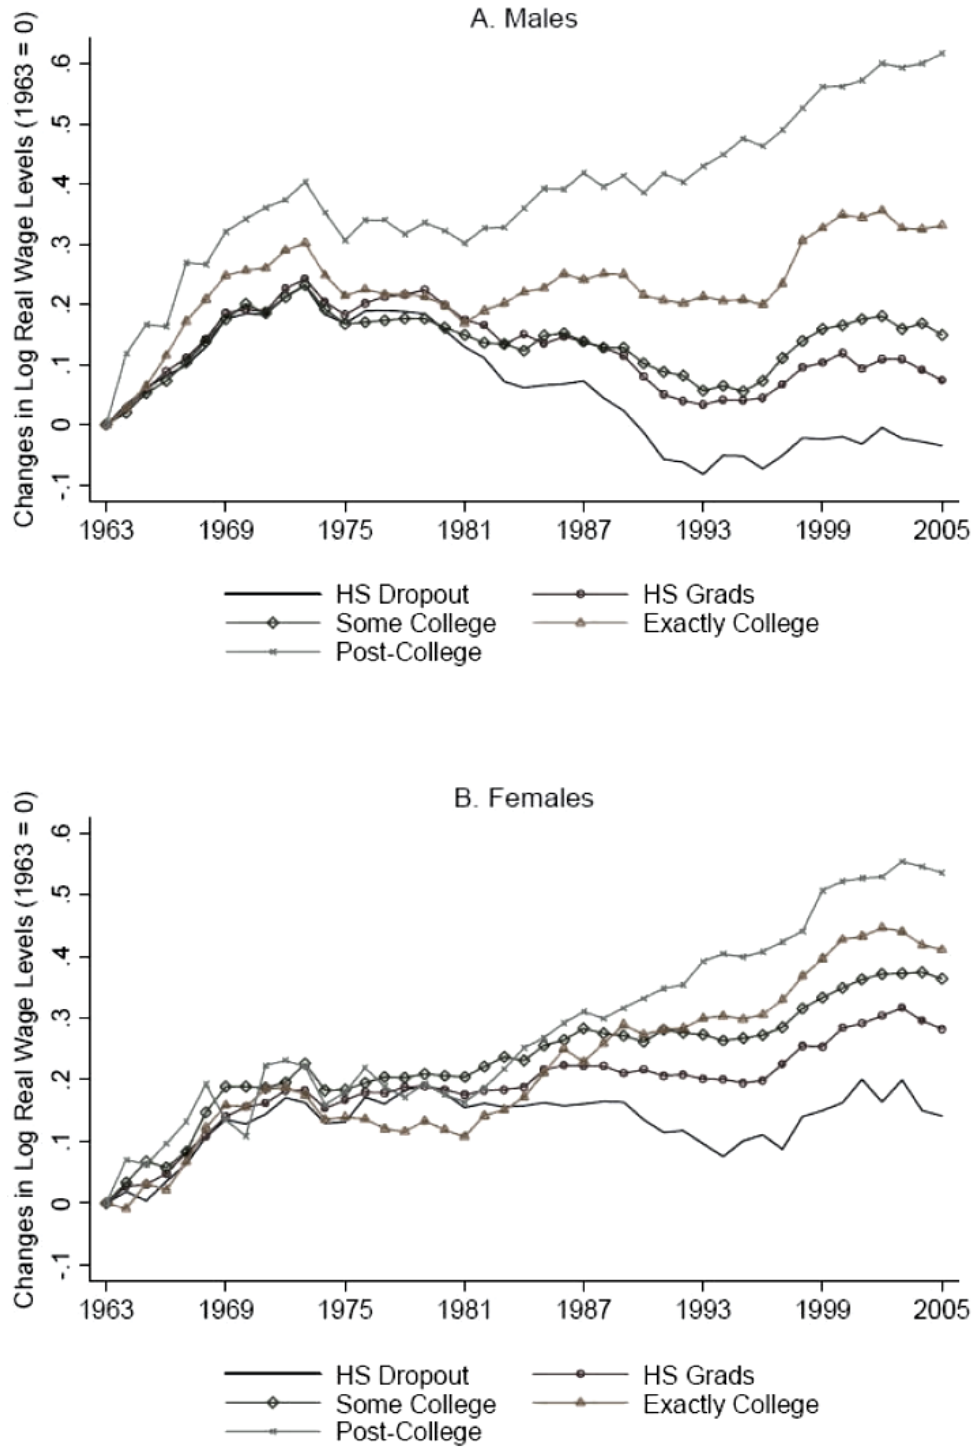 A. Males
Changes in Log Real Wage Levels (1963 = 0)
.6
.5
.4
.3
.2
.1
0
-.1
1963 1969 1975 1981 1987 1993 1999 2005
HS Dropout HS Grads
Some College Exactly College
Post-College
B. Females
Changes in Log Real Wage Levels (1963 = 0)
.6
.5
.4
.3
.2
.1
0
-.1
1963 1969 1975 1981 1987 1993 1999 2005
HS Dropout HS Grads
Some College Exactly College
Post-College